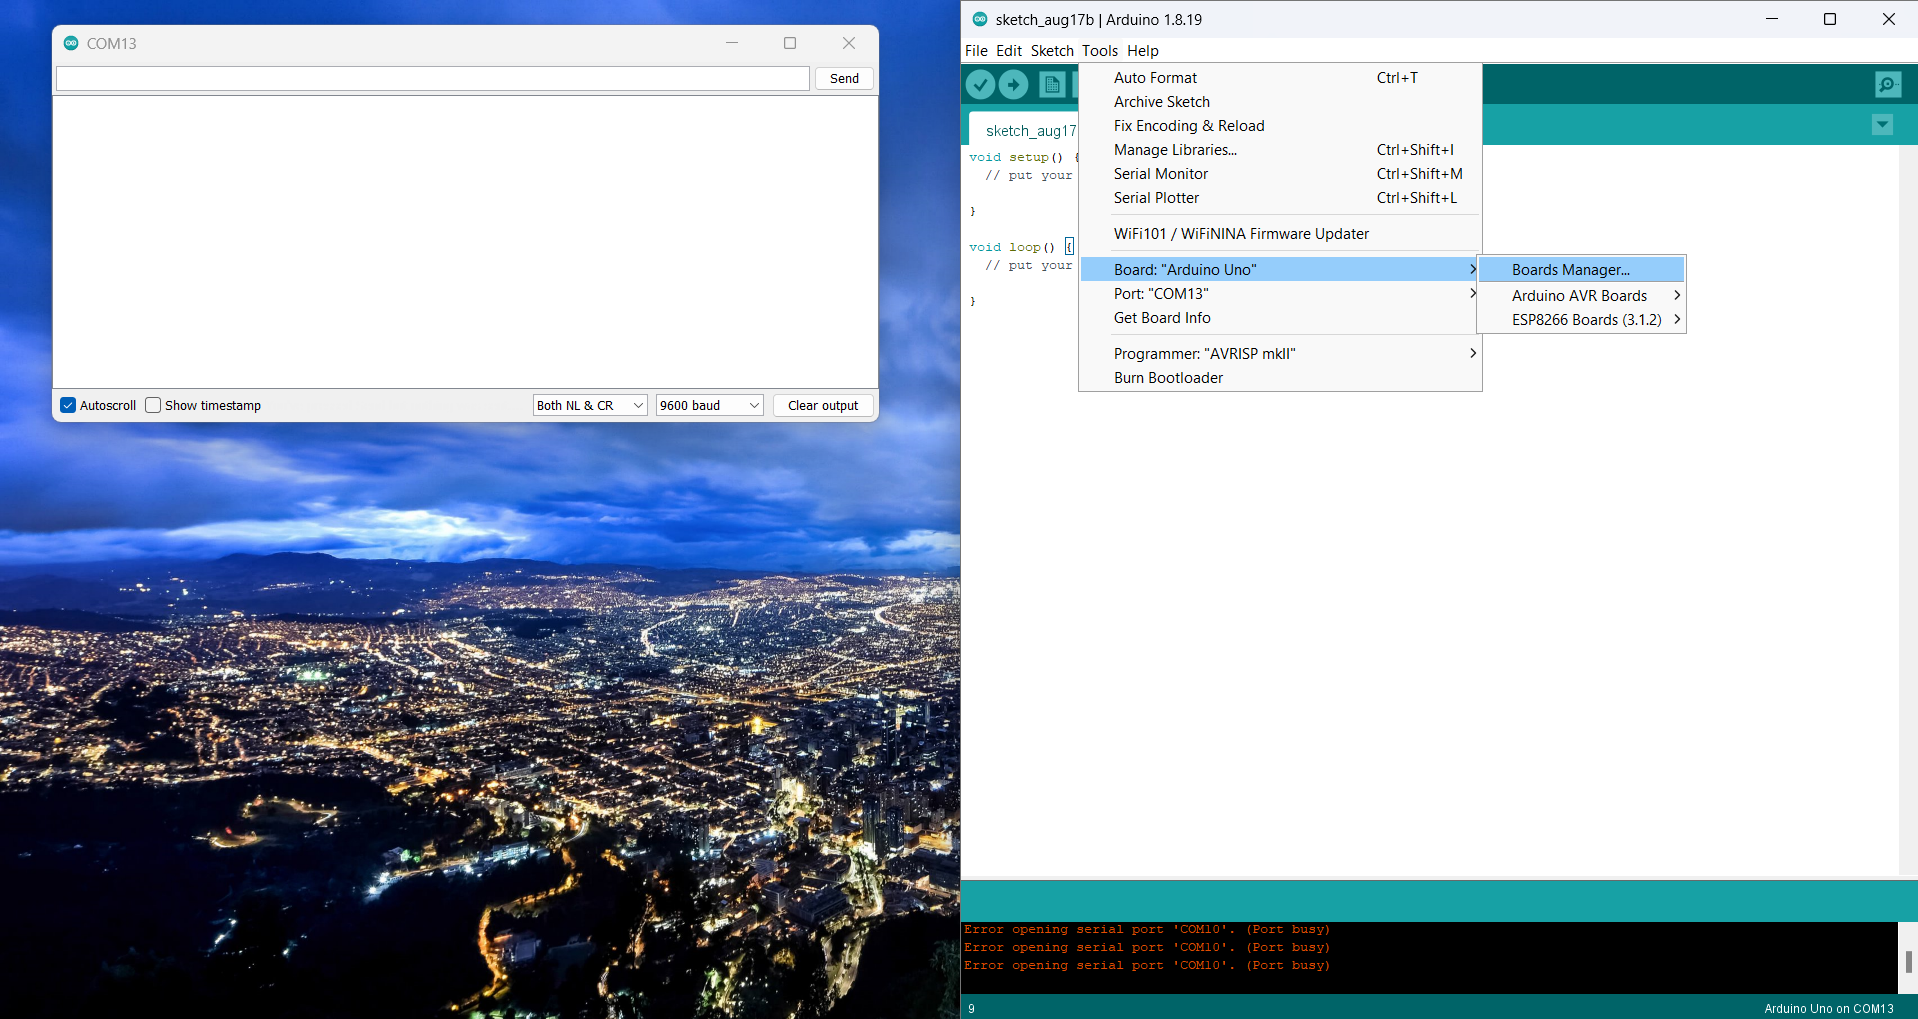 COM13
Send
Autoscroll
Show timestamp
Both NL & CR
9600 baud
Clear output
sketch_aug17b | Arduino 1.8.19
File Edit Sketch Tools Help
sketch_aug17
void setup() {
// put your
}
void loop() {
// put your
}
Auto Format Ctrl+T
Archive Sketch
Fix Encoding & Reload
Manage Libraries... Ctrl+Shift+I
Serial Monitor Ctrl+Shift+M
Serial Plotter Ctrl+Shift+L
WiFi101 / WiFiNINA Firmware Updater
Board: "Arduino Uno"
Port: "COM13"
Get Board Info
Programmer: "AVRISP mkII"
Burn Bootloader
Boards Manager...
Arduino AVR Boards
ESP8266 Boards (3.1.2)
Error opening serial port 'COM10'. (Port busy)
Error opening serial port 'COM10'. (Port busy)
Error opening serial port 'COM10'. (Port busy)
9
Arduino Uno on COM13